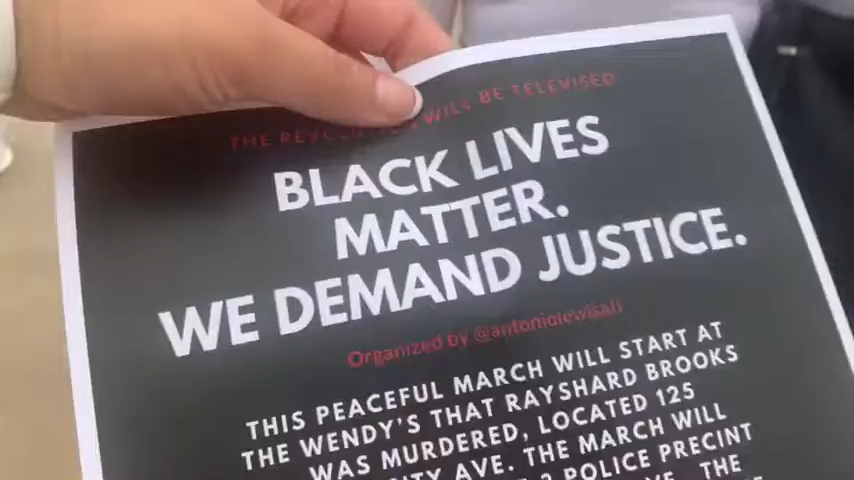 THE WILL BE TELEVISED
BLACK LIVES
MATTER.
WE DEMAND JUSTICE.
Organized by @antoniolewisatl
THIS PEACEFUL MARCH WILL START AT
THE WENDY'S THAT RAYSHARD BROOKS
WAS MURDERED, LOCATED 125
AVE. THE MARCH WILL
POLICE PRECINT
THE